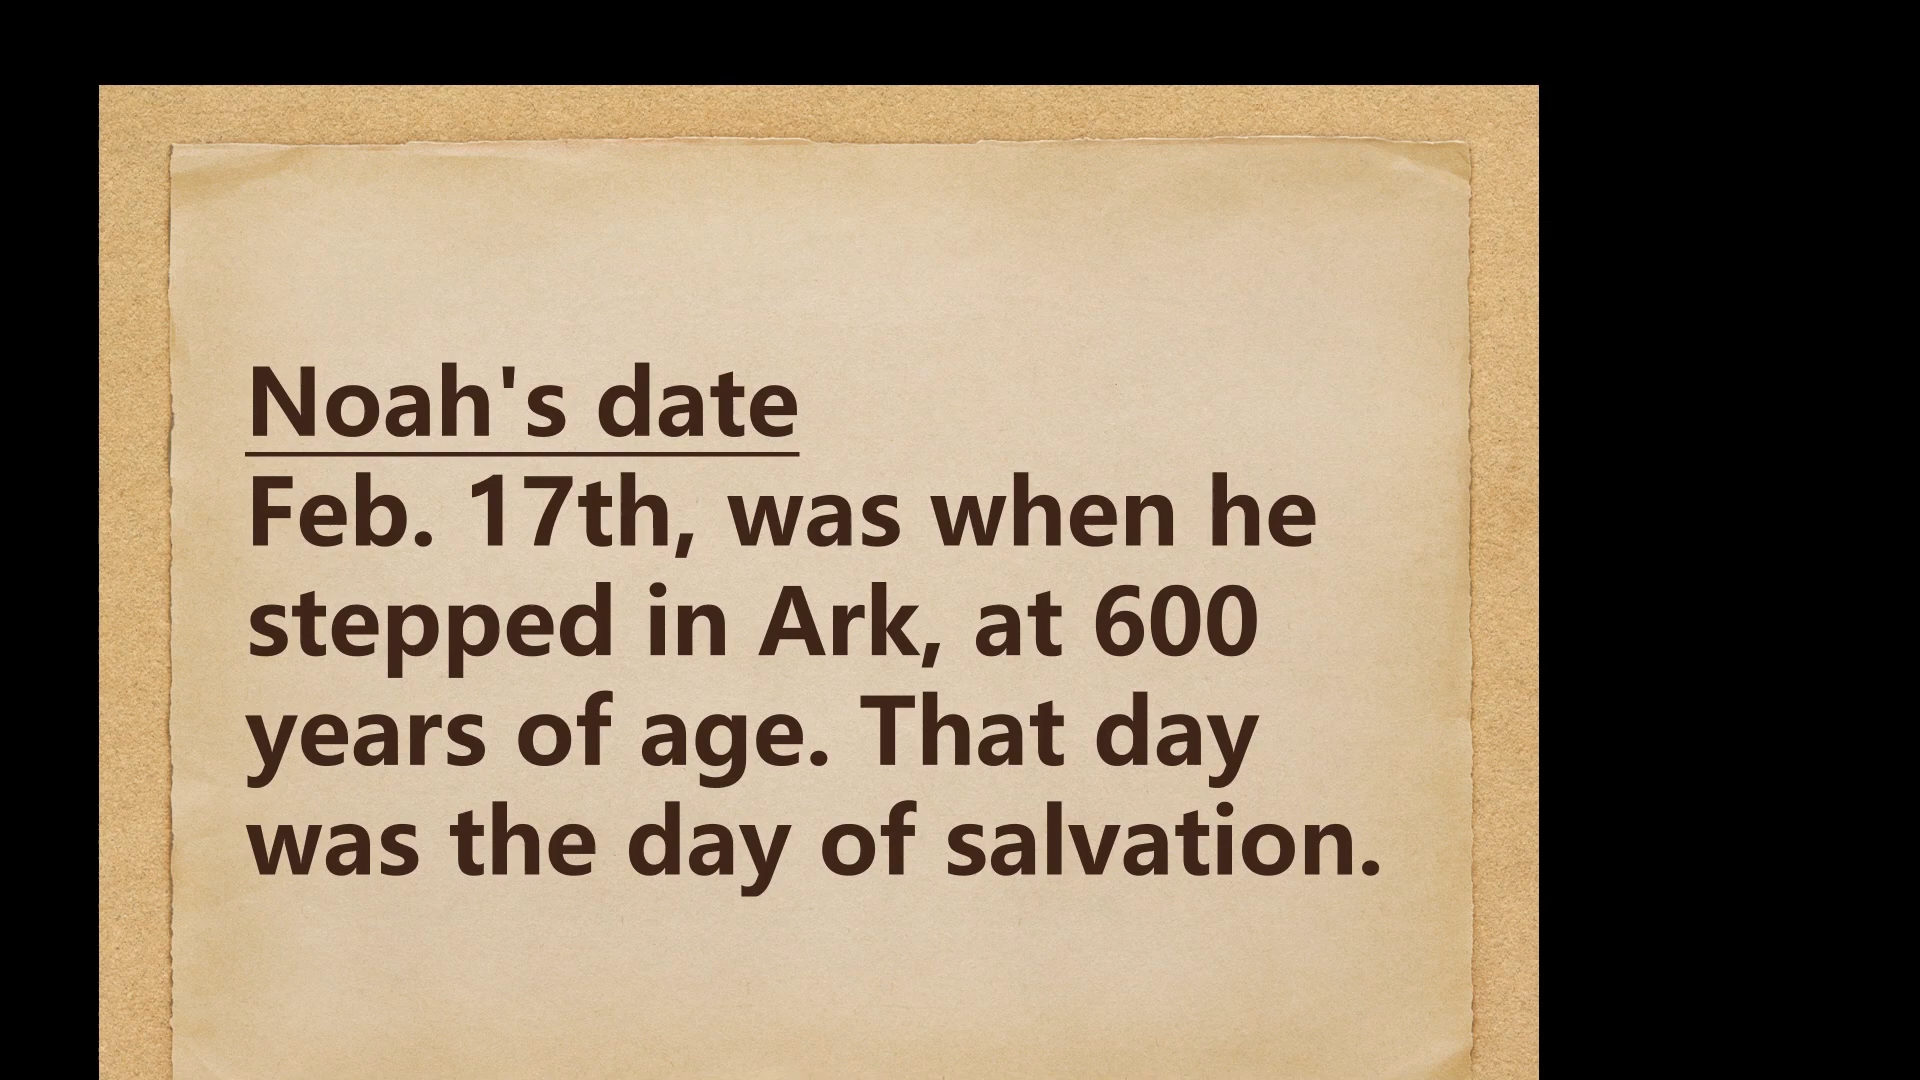 Noah's date
Feb. 17th, was when he
stepped in Ark, at 600
years of age. That day
was the day of salvation.